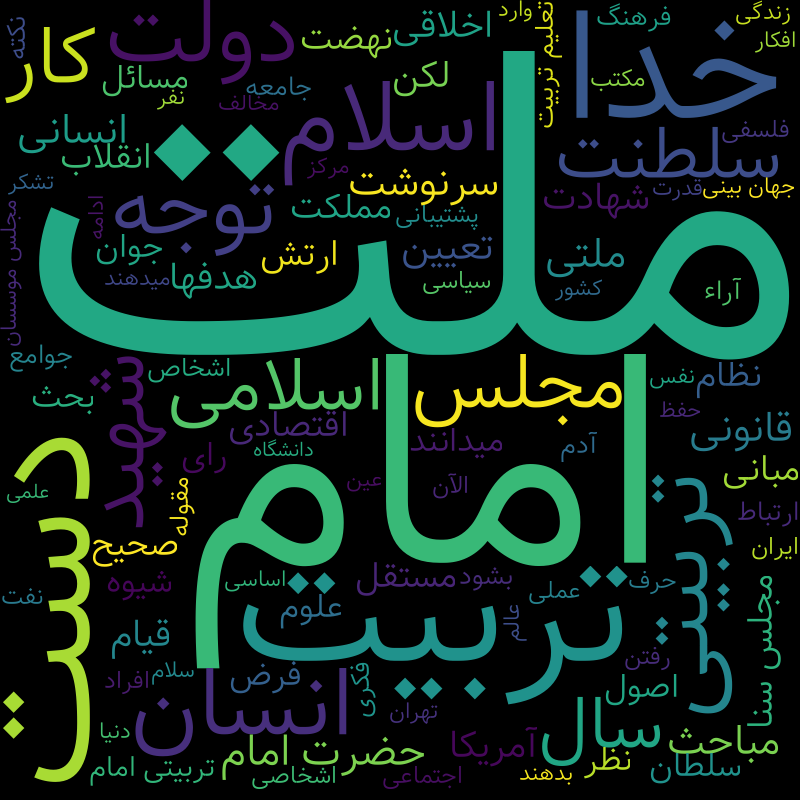 زندگی
وارد
تعلیم تربیت
اخلاقی
فرهنگ
نهضت
دولت
نکته
کار
افکار
خدا
لکن
مسائل
جامعه
مکتب
نفر
مخالف
اسلام
فلسفی
انسانی
انقلاب
سلطنت
مرکز
تشکر
سرنوشت
جهان بینی
قدرت
شهادت
توجه
ادامه
مملکت
پشتیبانی
ملت
مجلس موسسان
جوان
ارتش
تعیین
ملتی
میدهند
هدفها
سیاسی
کشور
آراء
جوامع
اشخاص
شهید
اسلامی
مجلس
نفس
نظام
بحث
حفظ
اقتصادی
میدانند
آدم
قانونی
دانشگاه
رای
امام
دست
علمی
عین
الآن
مبانی
مقوله
تربیتی
ارتباط
صحیح
ایران
شیوه
اساسی
مستقل
بشود
حرف
عملی
نفت
علوم
تربیت
عالم
مجلس سنا
قیام
رفتن
سلام
افراد
فرض
فکری
اصول
انسان
تهران
سال
دنیا
آمریکا
مباحث
حضرت امام
نظر
سلطان
تربیتی امام
اشخاصی
اجتماعی
بدهند